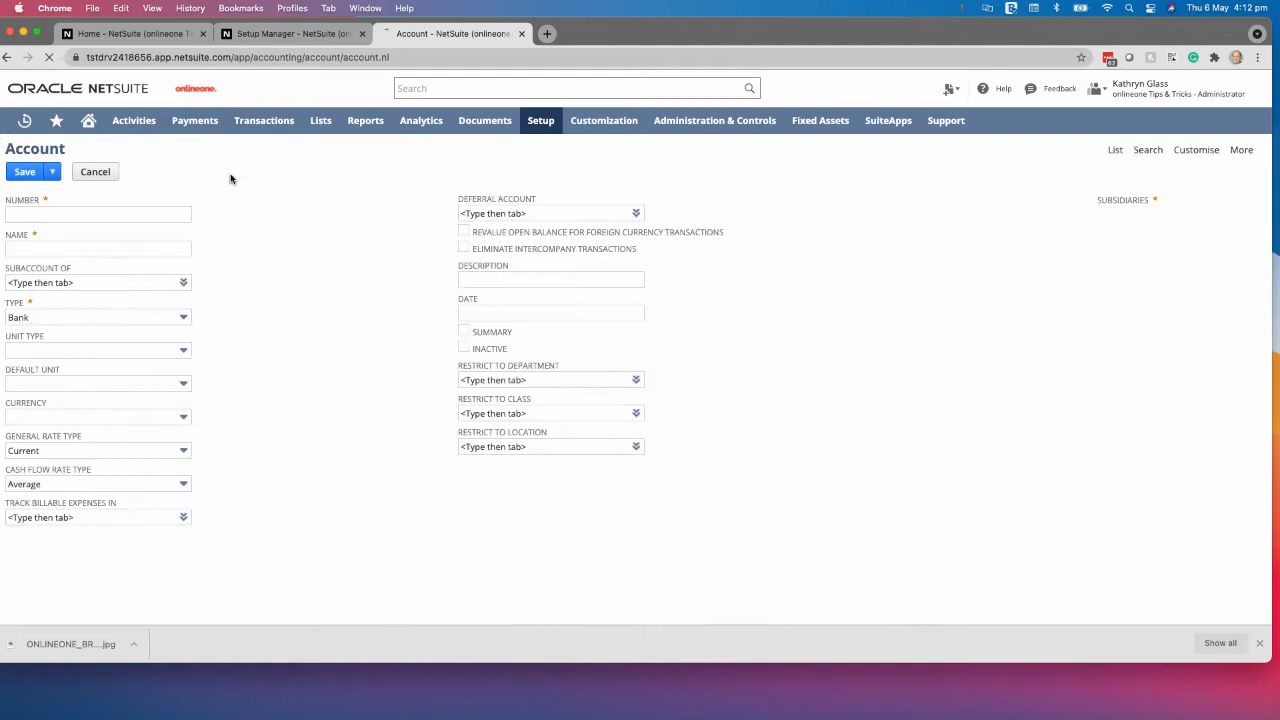 Chrome File Edit View History Bookmarks Profiles Tab Window Help Thu 6 May 4:12 pm
Home - NetSuite (onlineone T Setup Manager - NetSuite (onl Account - NetSuite (onlineone
tstdrv2418656.app.netsuite.com/app/accounting/account/account.nl
ORACLE NETSUITE onlineone. Search Help Feedback Kathryn Glass
onlineone Tips & Tricks - Administrator
Activities Payments Transactions Lists Reports Analytics Documents Setup Customization Administration & Controls Fixed Assets SuiteApps Support
Account
List Search Customise More
Save Cancel
NUMBER *
NAME *
SUBACCOUNT OF
<Type then tab>
TYPE *
Bank
UNIT TYPE
DEFAULT UNIT
CURRENCY
GENERAL RATE TYPE
Current
CASH FLOW RATE TYPE
Average
TRACK BILLABLE EXPENSES IN
<Type then tab>
DEFERRAL ACCOUNT
<Type then tab>
REVALUE OPEN BALANCE FOR FOREIGN CURRENCY TRANSACTIONS
ELIMINATE INTERCOMPANY TRANSACTIONS
DESCRIPTION
DATE
SUMMARY
INACTIVE
RESTRICT TO DEPARTMENT
<Type then tab>
RESTRICT TO CLASS
<Type then tab>
RESTRICT TO LOCATION
<Type then tab>
SUBSIDIARIES *
ONLINEONE_BR....jpg
Show all